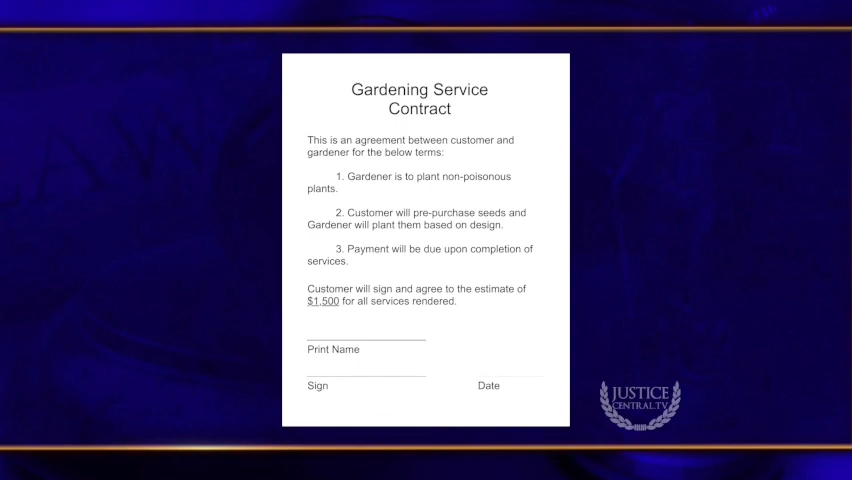 Gardening Service
Contract
This is an agreement between customer and
gardener for the below terms:
1. Gardener is to plant non-poisonous
plants.
2. Customer will pre-purchase seeds and
Gardener will plant them based on design.
3. Payment will be due upon completion of
services.
Customer will sign and agree to the estimate of
$1,500 for all services rendered.
Print Name
Sign Date
JUSTICE
CENTRAL.TV
LAW